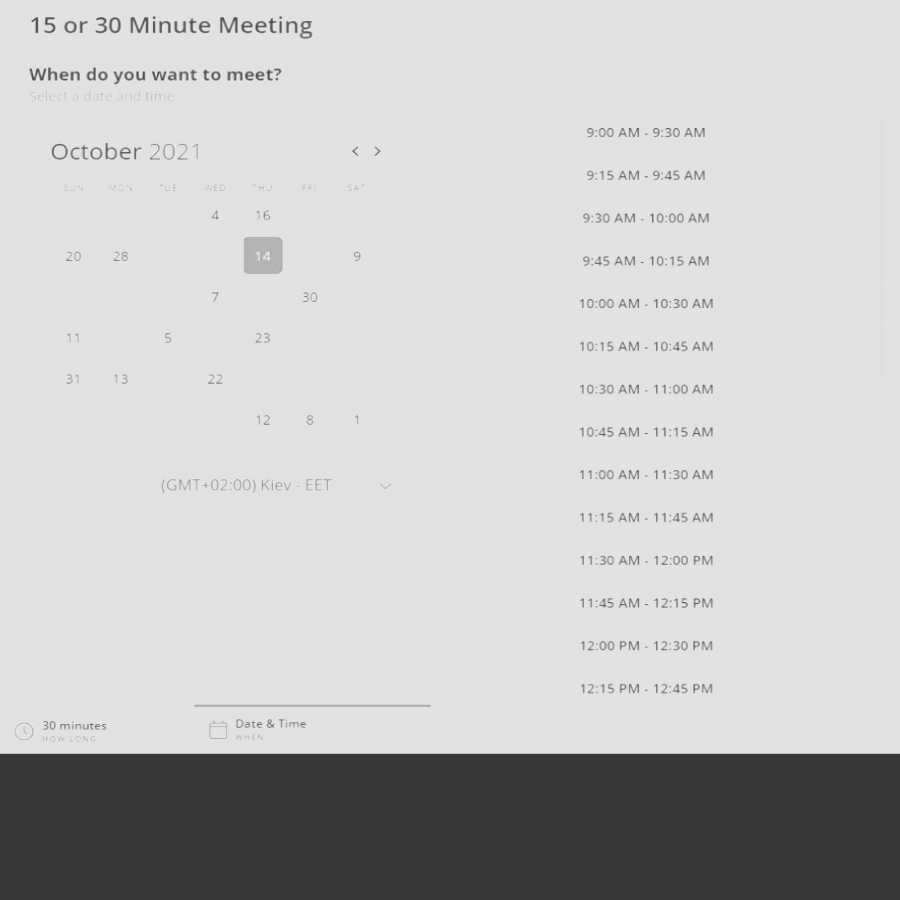 15 or 30 Minute Meeting
When do you want to meet?
Select a date and time
October 2021 < >
SUN MON TUE WED THU FRI SAT
4 16
20 28 14 9
7 30
11 5 23
31 13 22
12 8 1
(GMT+02:00) Kiev - EET
9:00 AM - 9:30 AM
9:15 AM - 9:45 AM
9:30 AM - 10:00 AM
9:45 AM - 10:15 AM
10:00 AM - 10:30 AM
10:15 AM - 10:45 AM
10:30 AM - 11:00 AM
10:45 AM - 11:15 AM
11:00 AM - 11:30 AM
11:15 AM - 11:45 AM
11:30 AM - 12:00 PM
11:45 AM - 12:15 PM
12:00 PM - 12:30 PM
12:15 PM - 12:45 PM
30 minutes
HOW LONG
Date & Time
WHEN